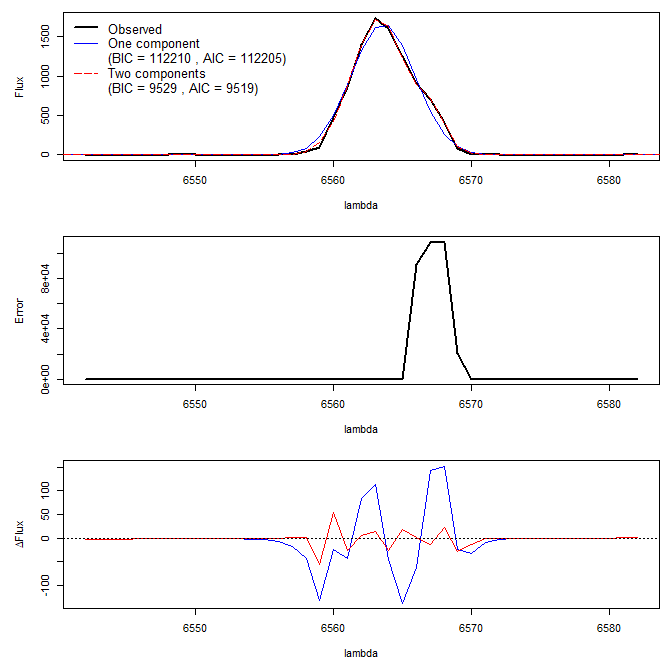 Observed
One component
(BIC = 112210 , AIC = 112205)
Two components
(BIC = 9529 , AIC = 9519)
Flux
0 500 1000 1500
6550 6560 6570 6580
lambda
Error
0e+00 4e+04 8e+04
6550 6560 6570 6580
lambda
ΔFlux
-100 0 50 100
6550 6560 6570 6580
lambda